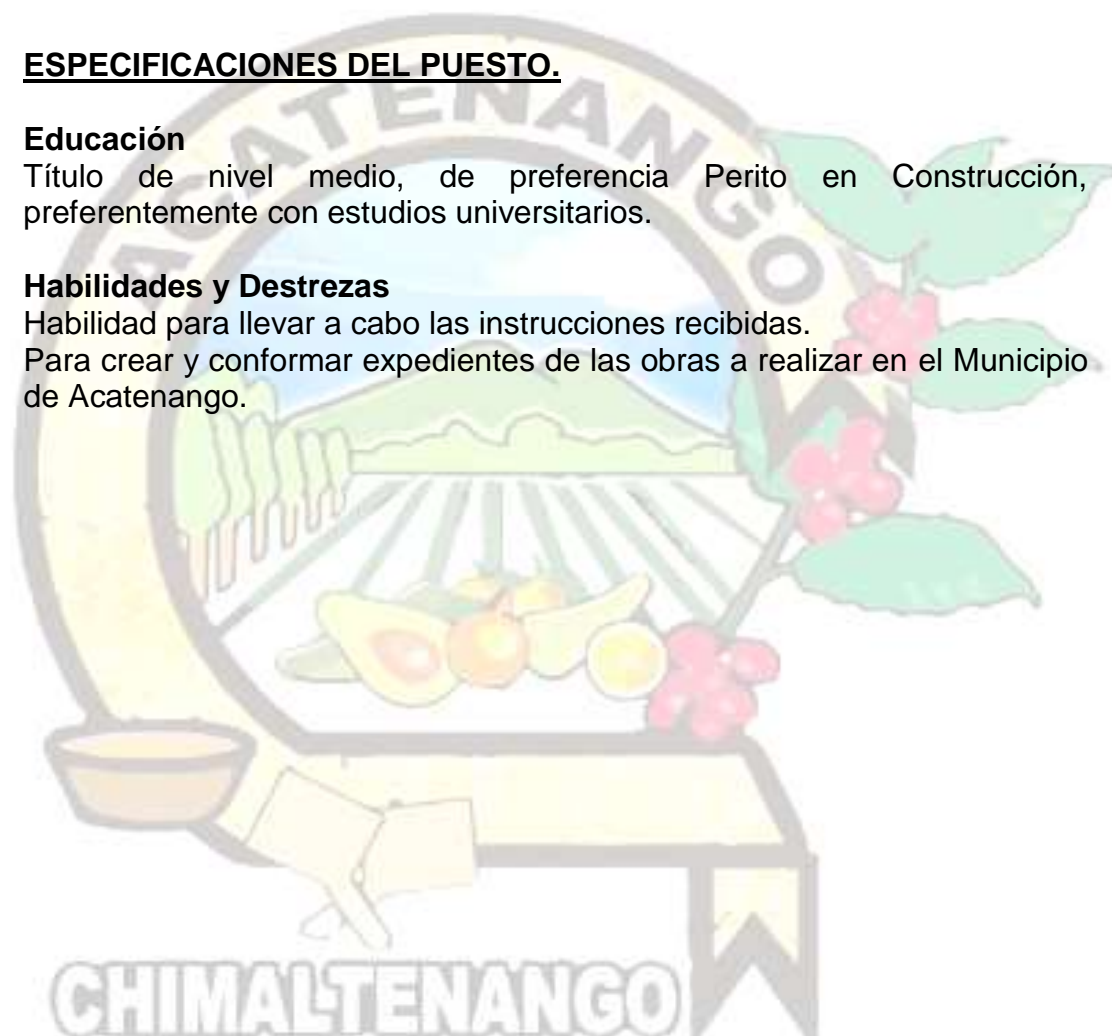 ESPECIFICACIONES DEL PUESTO.
Educación
Título de nivel medio, de preferencia Perito en Construcción,
preferentemente con estudios universitarios.
Habilidades y Destrezas
Habilidad para llevar a cabo las instrucciones recibidas.
Para crear y conformar expedientes de las obras a realizar en el Municipio
de Acatenango.
ACATENANGO
CHIMALTENANGO